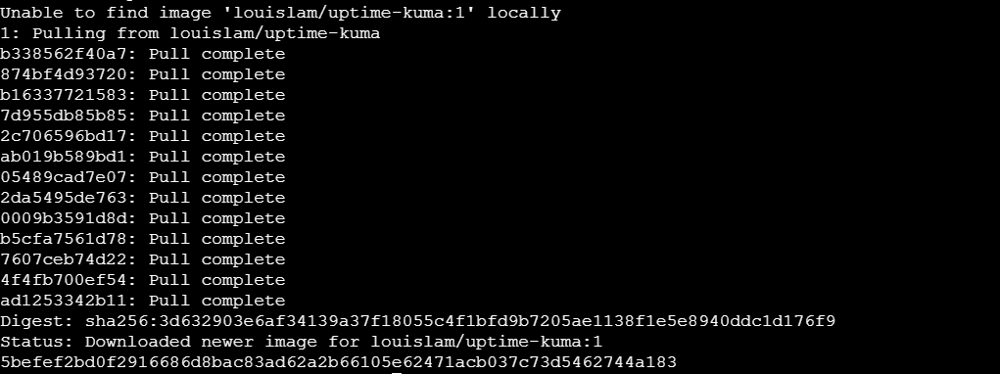 Unable to find image 'louislam/uptime-kuma:1' locally
1: Pulling from louislam/uptime-kuma
b338562f40a7: Pull complete
874bf4d93720: Pull complete
b16337721583: Pull complete
7d955db85b85: Pull complete
2c706596bd17: Pull complete
ab019b589bd1: Pull complete
05489cad7e07: Pull complete
2da5495de763: Pull complete
0009b3591d8d: Pull complete
b5cfa7561d78: Pull complete
7607ceb74d22: Pull complete
4f4fb700ef54: Pull complete
ad1253342b11: Pull complete
Digest: sha256:3d632903e6af34139a37f18055c4f1bfd9b7205ae1138f1e5e8940ddc1d176f9
Status: Downloaded newer image for louislam/uptime-kuma:1
5befef2bd0f2916686d8bac83ad62a2b66105e62471acb037c73d5462744a183